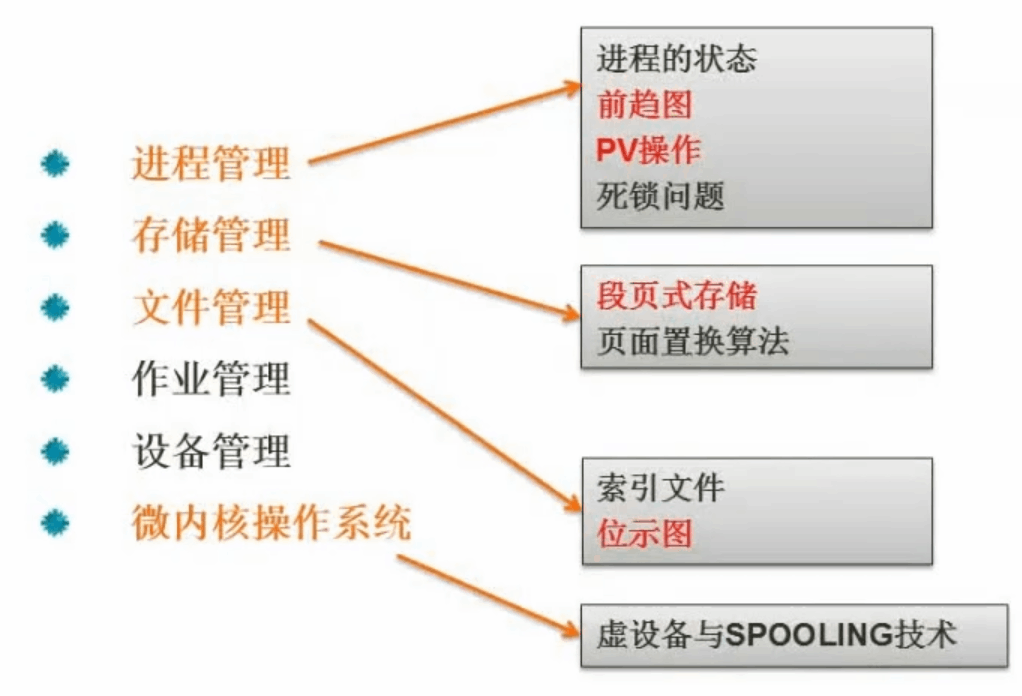 进程管理
存储管理
文件管理
作业管理
设备管理
微内核操作系统
进程的状态
前趋图
PV操作
死锁问题
段页式存储
页面置换算法
索引文件
位示图
虚设备与SPOOLING技术